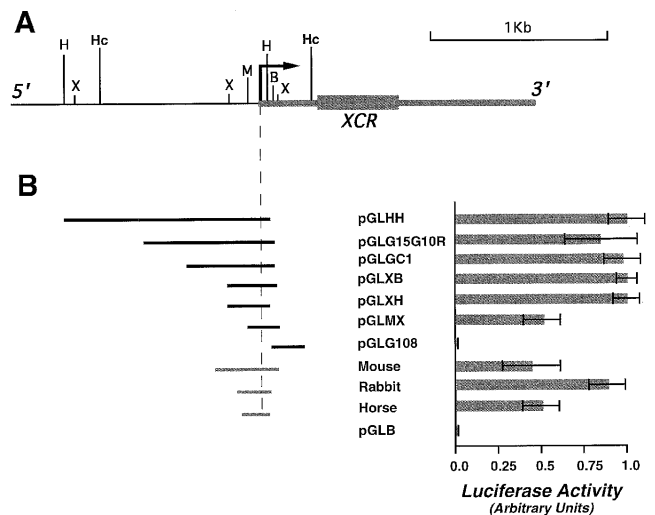 A
H
Hc
X
X
M
H
B
X
Hc
1Kb
5'
3'
XCR
B
pGLHH
pGLG15G10R
pGLGC1
pGLXB
pGLXH
pGLMX
pGLG108
Mouse
Rabbit
Horse
pGLB
0.0 0.25 0.5 0.75 1.0
Luciferase Activity
(Arbitrary Units)